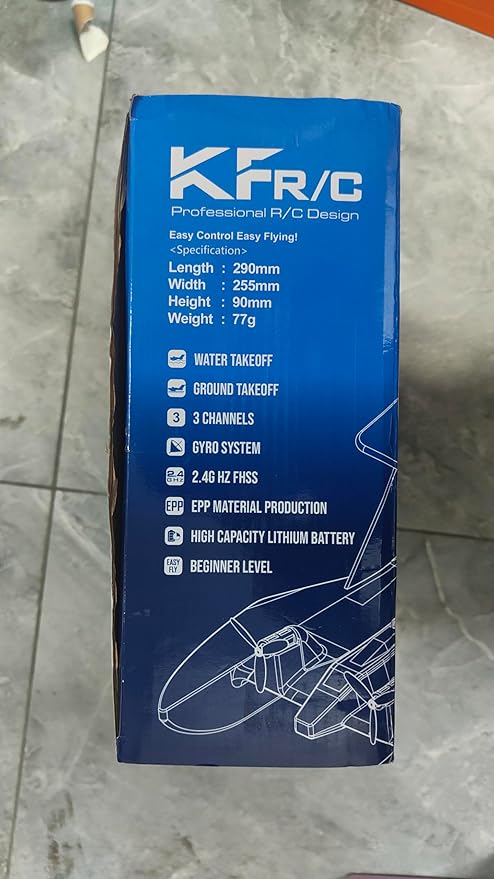 KFR/C
Professional R/C Design
Easy Control Easy Flying!
<Specification>
Length : 290mm
Width : 255mm
Height : 90mm
Weight : 77g
WATER TAKEOFF
GROUND TAKEOFF
3 3 CHANNELS
GYRO SYSTEM
2.4 GHz 2.4G HZ FHSS
EPP EPP MATERIAL PRODUCTION
HIGH CAPACITY LITHIUM BATTERY
EASY FLY BEGINNER LEVEL